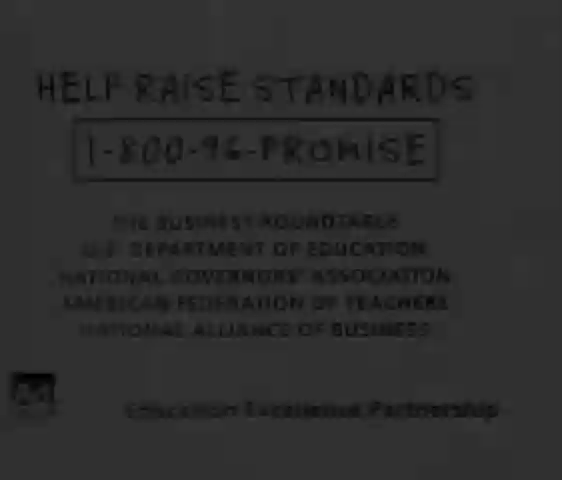 HELP RAISE STANDARDS
1-800-96-PROMISE
THE BUSINESS ROUNDTABLE
U.S. DEPARTMENT OF EDUCATION
NATIONAL GOVERNORS' ASSOCIATION
AMERICAN FEDERATION OF TEACHERS
NATIONAL ALLIANCE OF BUSINESS
Education Excellence Partnership